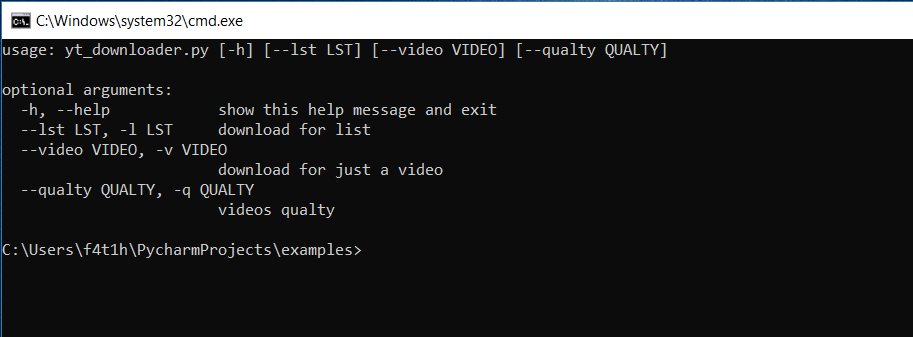 C:\Windows\system32\cmd.exe
usage: yt_downloader.py [-h] [--lst LST] [--video VIDEO] [--qualty QUALTY]
optional arguments:
-h, --help show this help message and exit
--lst LST, -l LST download for list
--video VIDEO, -v VIDEO
download for just a video
--qualty QUALTY, -q QUALTY
videos qualty
C:\Users\f4t1h\PycharmProjects\examples>